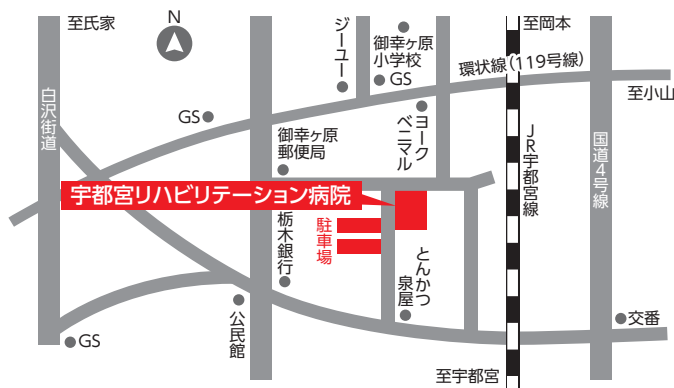 至氏家
N
至岡本
ジーユー
御幸ヶ原
小学校
GS
環状線(119号線)
至小山
白沢街道
GS
ヨーク
ベニマル
御幸ヶ原
郵便局
JR宇都宮線
国道4号線
宇都宮リハビリテーション病院
栃木銀行
駐車場
とんかつ
泉屋
公民館
交番
GS
至宇都宮